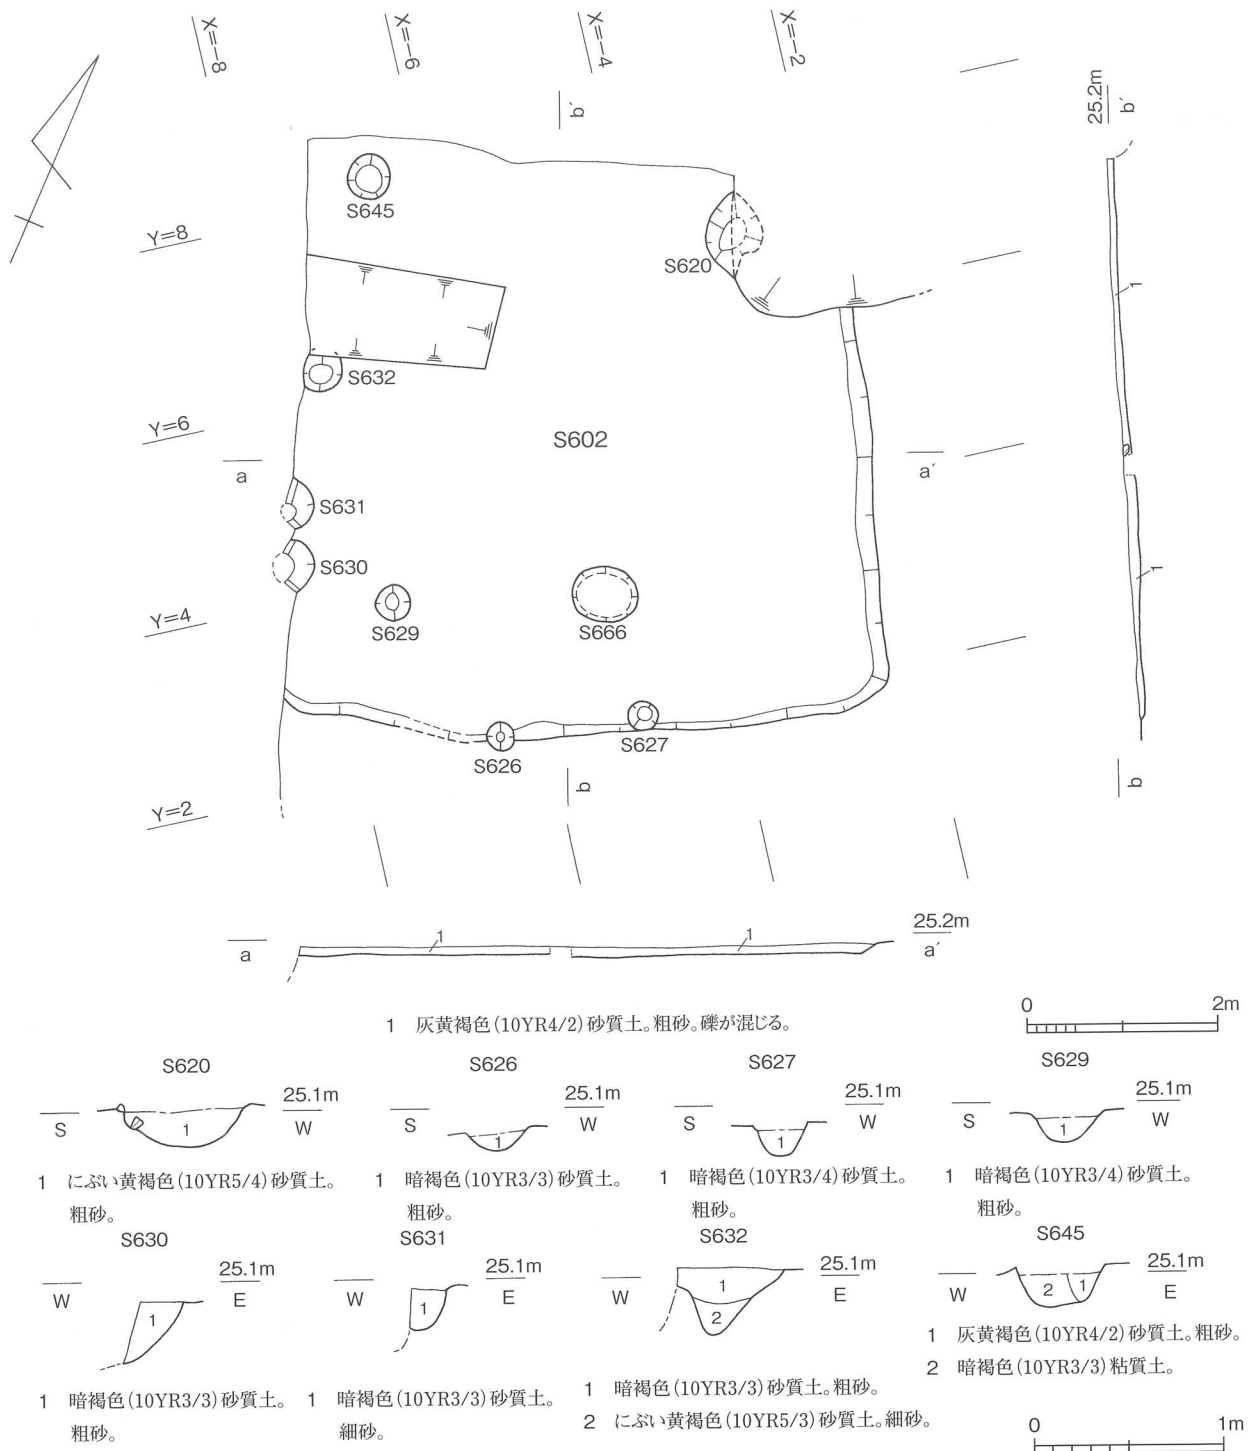 X=-8
X=-6
X=-4
X=-2
b′
25.2m
b′
S645
Y=8
S620
1
S632
Y=6
S602
a
a′
S631
S630
1
Y=4
S629
S666
S626
S627
b
b
Y=2
a
1
1
25.2m
a′
1 灰黄褐色(10YR4/2)砂質土。粗砂。礫が混じる。
0 2m
S620
S626
S627
S629
S
1
25.1m
W
S
1
25.1m
W
S
1
25.1m
W
S
1
25.1m
W
1 にぶい黄褐色(10YR5/4)砂質土。
粗砂。
1 暗褐色(10YR3/3)砂質土。
粗砂。
1 暗褐色(10YR3/4)砂質土。
粗砂。
1 暗褐色(10YR3/4)砂質土。
粗砂。
S630
S631
S632
S645
W
1
25.1m
E
W
1
25.1m
E
W
1
2
25.1m
E
W
2
1
25.1m
E
1 暗褐色(10YR3/3)砂質土。
粗砂。
1 暗褐色(10YR3/3)砂質土。
細砂。
1 暗褐色(10YR3/3)砂質土。粗砂。
2 にぶい黄褐色(10YR5/3)砂質土。細砂。
1 灰黄褐色(10YR4/2)砂質土。粗砂。
2 暗褐色(10YR3/3)粘質土。
0 1m